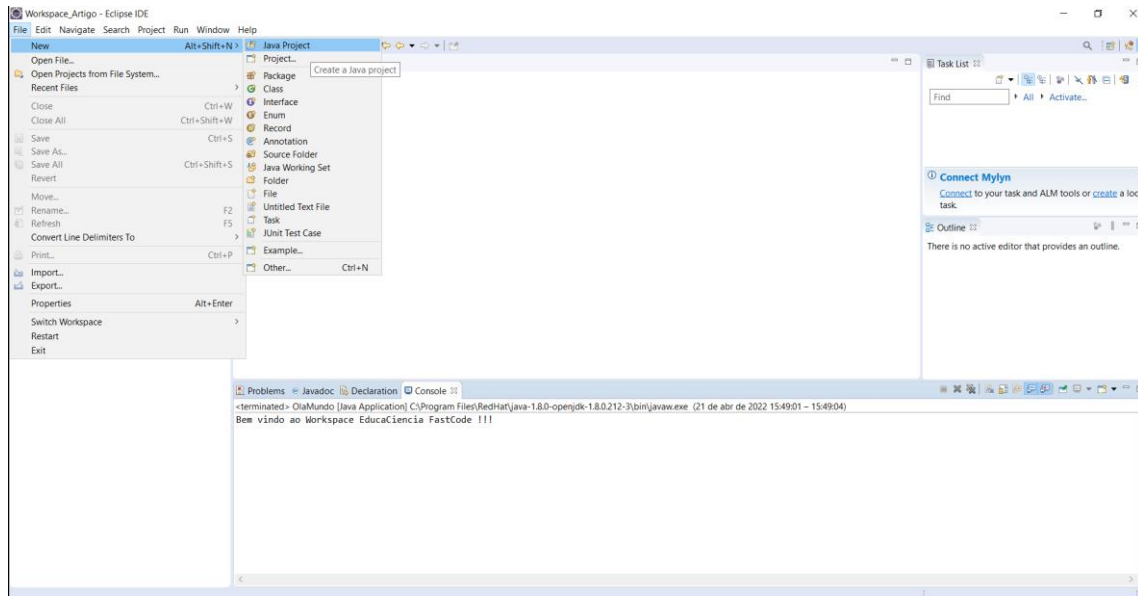 Workspace_Artigo - Eclipse IDE
File Edit Navigate Search Project Run Window Help
New Alt+Shift+N >
Open File...
Open Projects from File System...
Recent Files >
Close Ctrl+W
Close All Ctrl+Shift+W
Save Ctrl+S
Save As...
Save All Ctrl+Shift+S
Revert
Move...
Rename... F2
Refresh F5
Convert Line Delimiters To >
Print... Ctrl+P
Import...
Export...
Properties Alt+Enter
Switch Workspace >
Restart
Exit
Java Project
Project...
Create a Java project
Package
Class
Interface
Enum
Record
Annotation
Source Folder
Java Working Set
Folder
File
Untitled Text File
Task
JUnit Test Case
Example...
Other... Ctrl+N
Task List
Find All Activate...
Connect Mylyn
Connect to your task and ALM tools or create a loc
task.
Outline
There is no active editor that provides an outline.
Problems Javadoc Declaration Console
<terminated> OlaMundo [Java Application] C:\Program Files\RedHat\java-1.8.0-openjdk-1.8.0.212-3\bin\javaw.exe (21 de abr de 2022 15:49:01 – 15:49:04)
Bem vindo ao Workspace EducaCiencia FastCode !!!